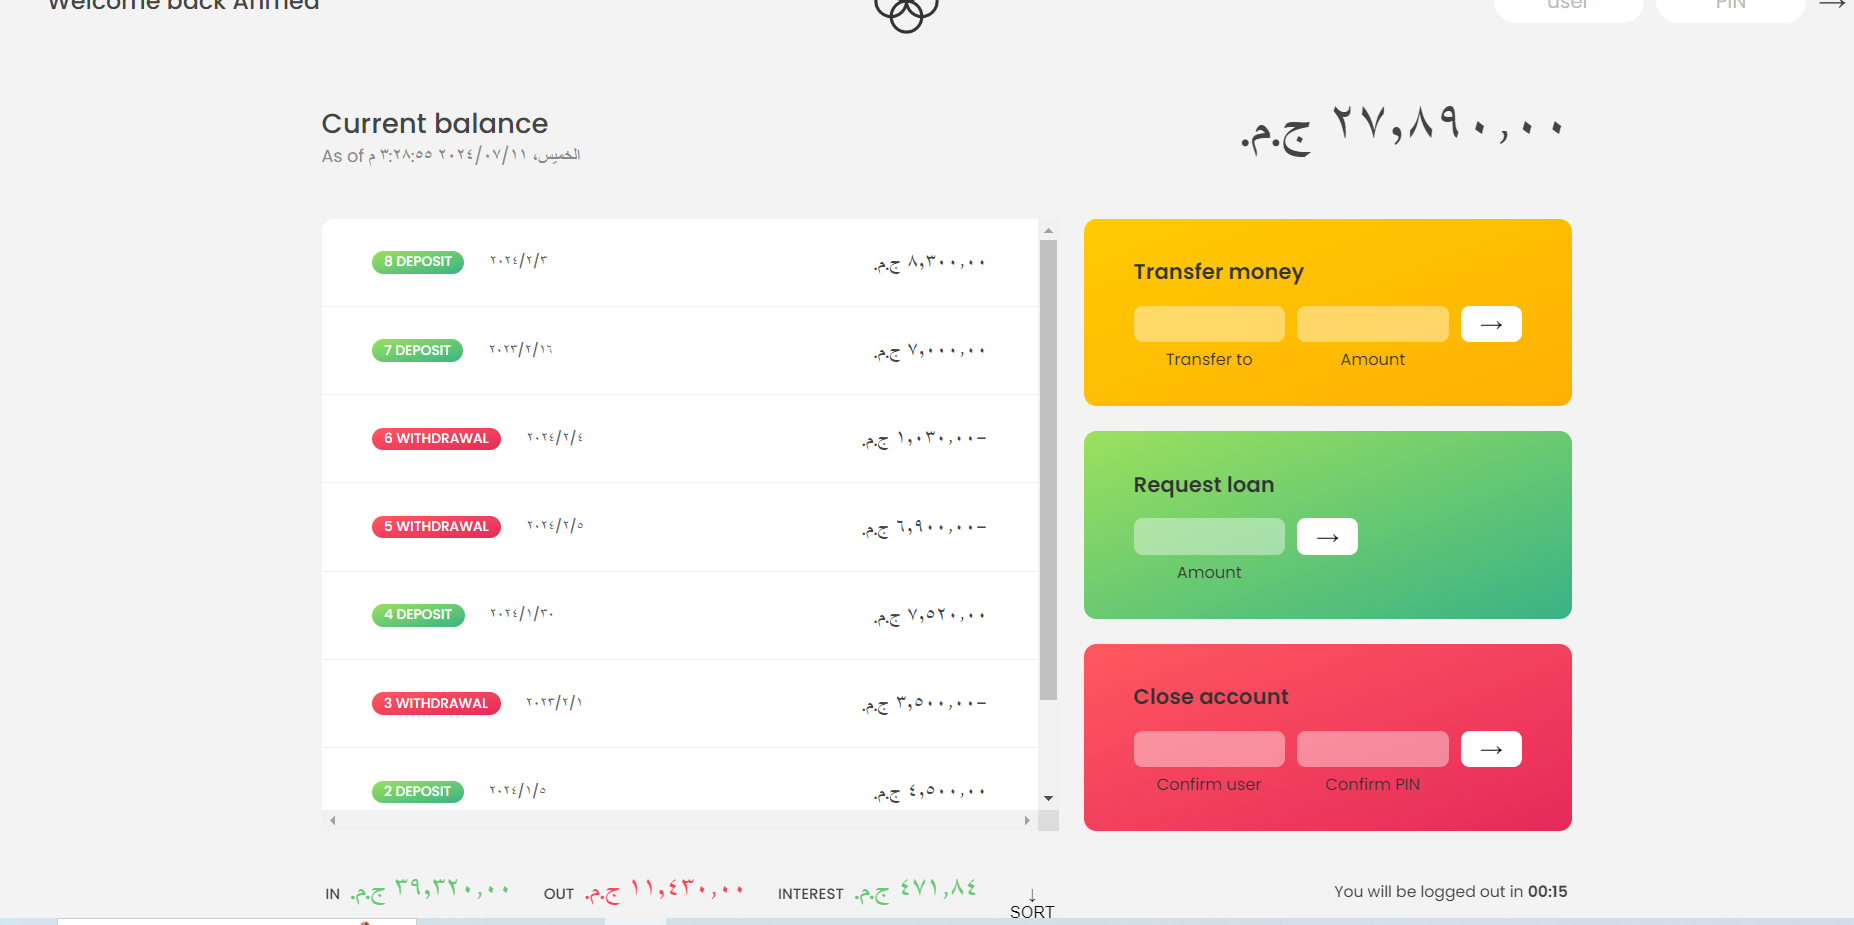 Welcome back Ahmed
user
PIN
→
Current balance
As of الخميس، ٢٠٢٤/٠٧/١١ ٣:٢٨:٥٥ م
٢٧,٨٩٠,٠٠ ج.م.
8 DEPOSIT
٢٠٢٤/٢/٣
٨,٣٠٠,٠٠ ج.م.
7 DEPOSIT
٢٠٢٣/٢/١٦
٧,٠٠٠,٠٠ ج.م.
6 WITHDRAWAL
٢٠٢٤/٢/٤
−١,٠٣٠,٠٠ ج.م.
5 WITHDRAWAL
٢٠٢٤/٢/٥
−٦,٩٠٠,٠٠ ج.م.
4 DEPOSIT
٢٠٢٤/١/٣٠
٧,٥٢٠,٠٠ ج.م.
3 WITHDRAWAL
٢٠٢٣/٢/١
−٣,٥٠٠,٠٠ ج.م.
2 DEPOSIT
٢٠٢٤/١/٥
٤,٥٠٠,٠٠ ج.م.
Transfer money
→
Transfer to
Amount
Request loan
→
Amount
Close account
→
Confirm user
Confirm PIN
IN ٣٩,٣٢٠,٠٠ ج.م.
OUT ١١,٤٣٠,٠٠ ج.م.
INTEREST ٤٧١,٨٤ ج.م.
↓
SORT
You will be logged out in 00:15